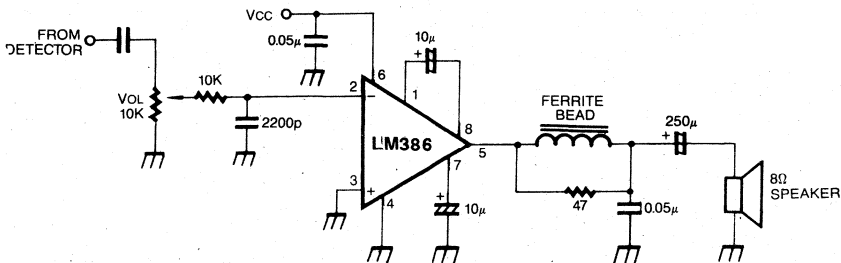 FROM
DETECTOR
VCC
0.05μ
10μ
+
6
VOL
10K
10K
2
−
1
2200p
8
LM386
5
7
3
+
4
+
10μ
FERRITE
BEAD
250μ
+
47
0.05μ
8Ω
SPEAKER